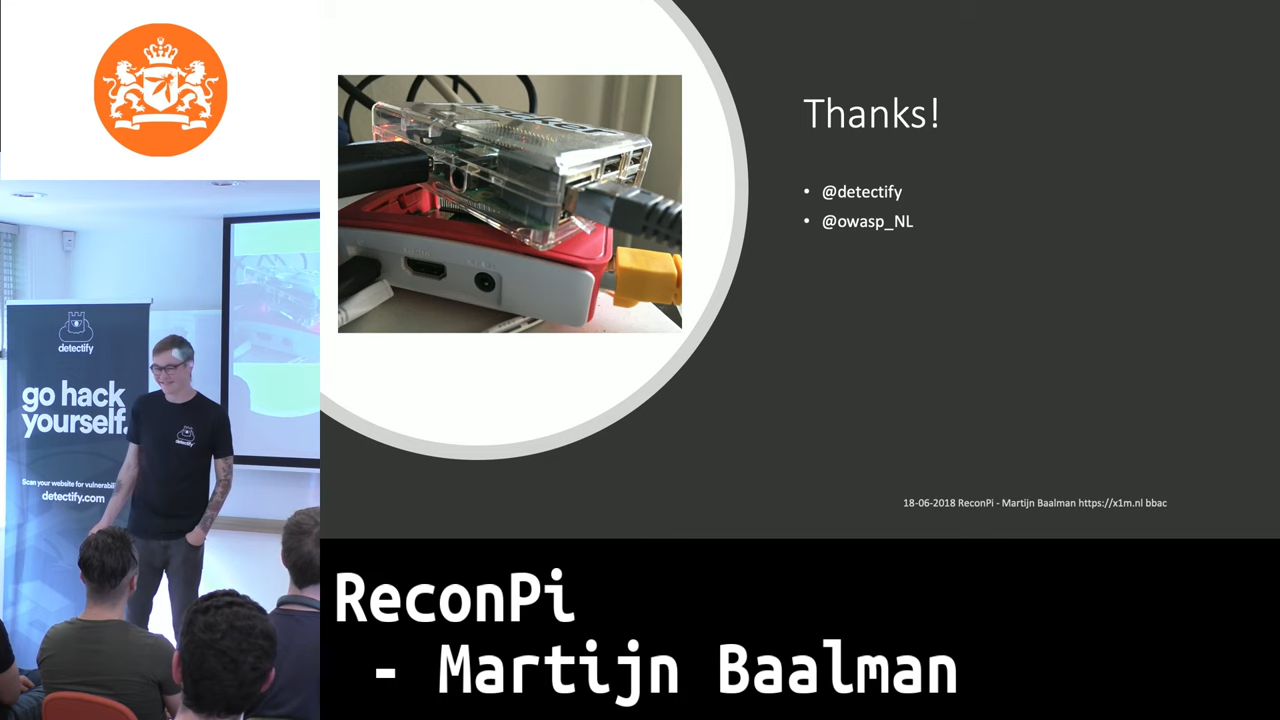 Thanks!
• @detectify
• @owasp_NL
18-06-2018 ReconPi - Martijn Baalman https://x1m.nl bbac
detectify
go hack
yourself.
Scan your website for vulnerabili
detectify.com
detectify
ReconPi
- Martijn Baalman